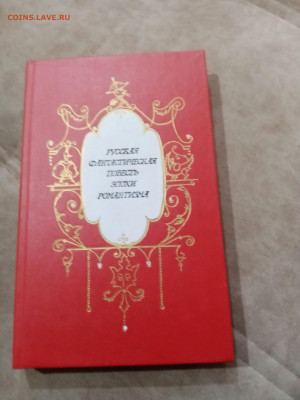 COINS.LAVE.RU
РУССКАЯ
ФАНТАСТИЧЕСКАЯ
ПОВЕСТЬ
ЭПОХИ
РОМАНТИЗМА